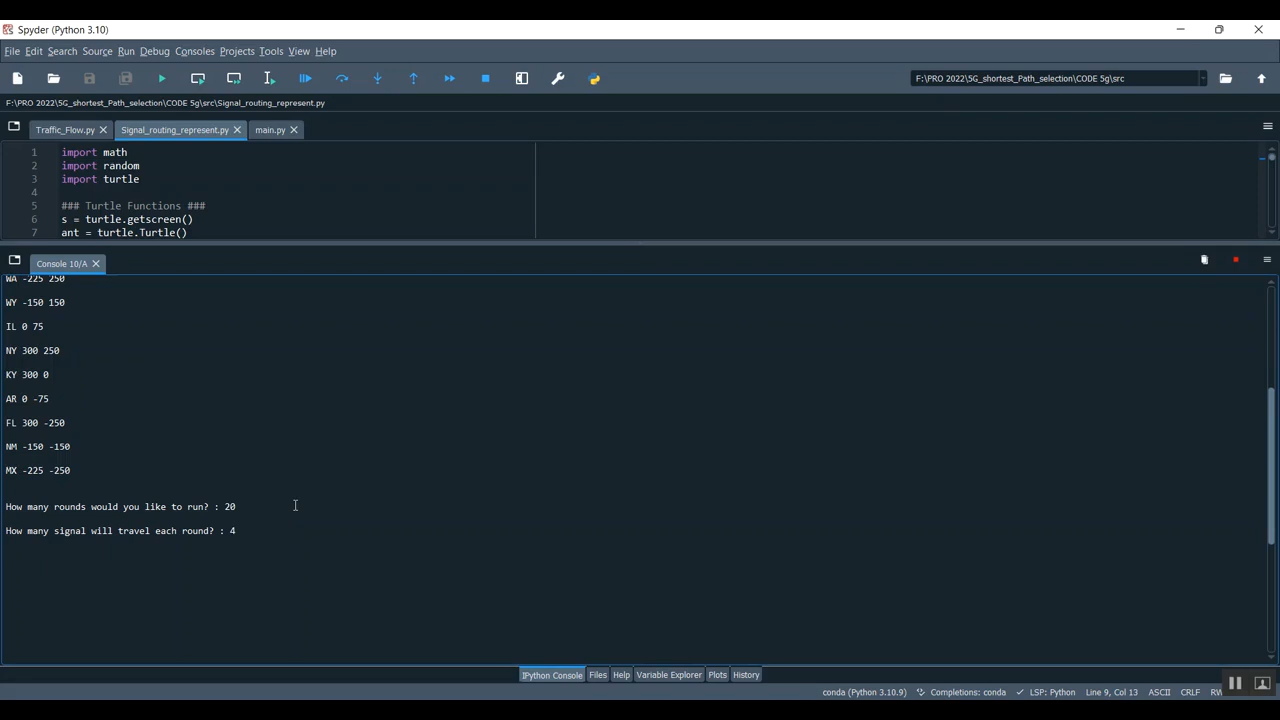 Spyder (Python 3.10)
File Edit Search Source Run Debug Consoles Projects Tools View Help
F:\PRO 2022\5G_shortest_Path_selection\CODE 5g\src
F:\PRO 2022\5G_shortest_Path_selection\CODE 5g\src\Signal_routing_represent.py
Traffic_Flow.py Signal_routing_represent.py main.py
1 import math
2 import random
3 import turtle
4
5 ### Turtle Functions ###
6 s = turtle.getscreen()
7 ant = turtle.Turtle()
Console 10/A
WA -225 250
WY -150 150
IL 0 75
NY 300 250
KY 300 0
AR 0 -75
FL 300 -250
NM -150 -150
MX -225 -250
How many rounds would you like to run? : 20
How many signal will travel each round? : 4
IPython Console Files Help Variable Explorer Plots History
conda (Python 3.10.9) Completions: conda LSP: Python Line 9, Col 13 ASCII CRLF